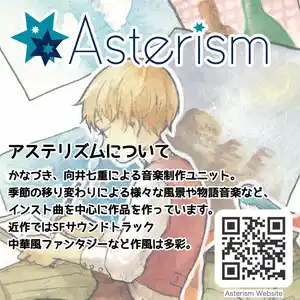 Asterism
アステリズムについて
かなづき、向井七重による音楽制作ユニット。
季節の移り変わりによる様々な風景や物語音楽など、
インスト曲を中心に作品を作っています。
近作ではSFサウンドトラック
中華風ファンタジーなど作風は多彩。
Asterism Website